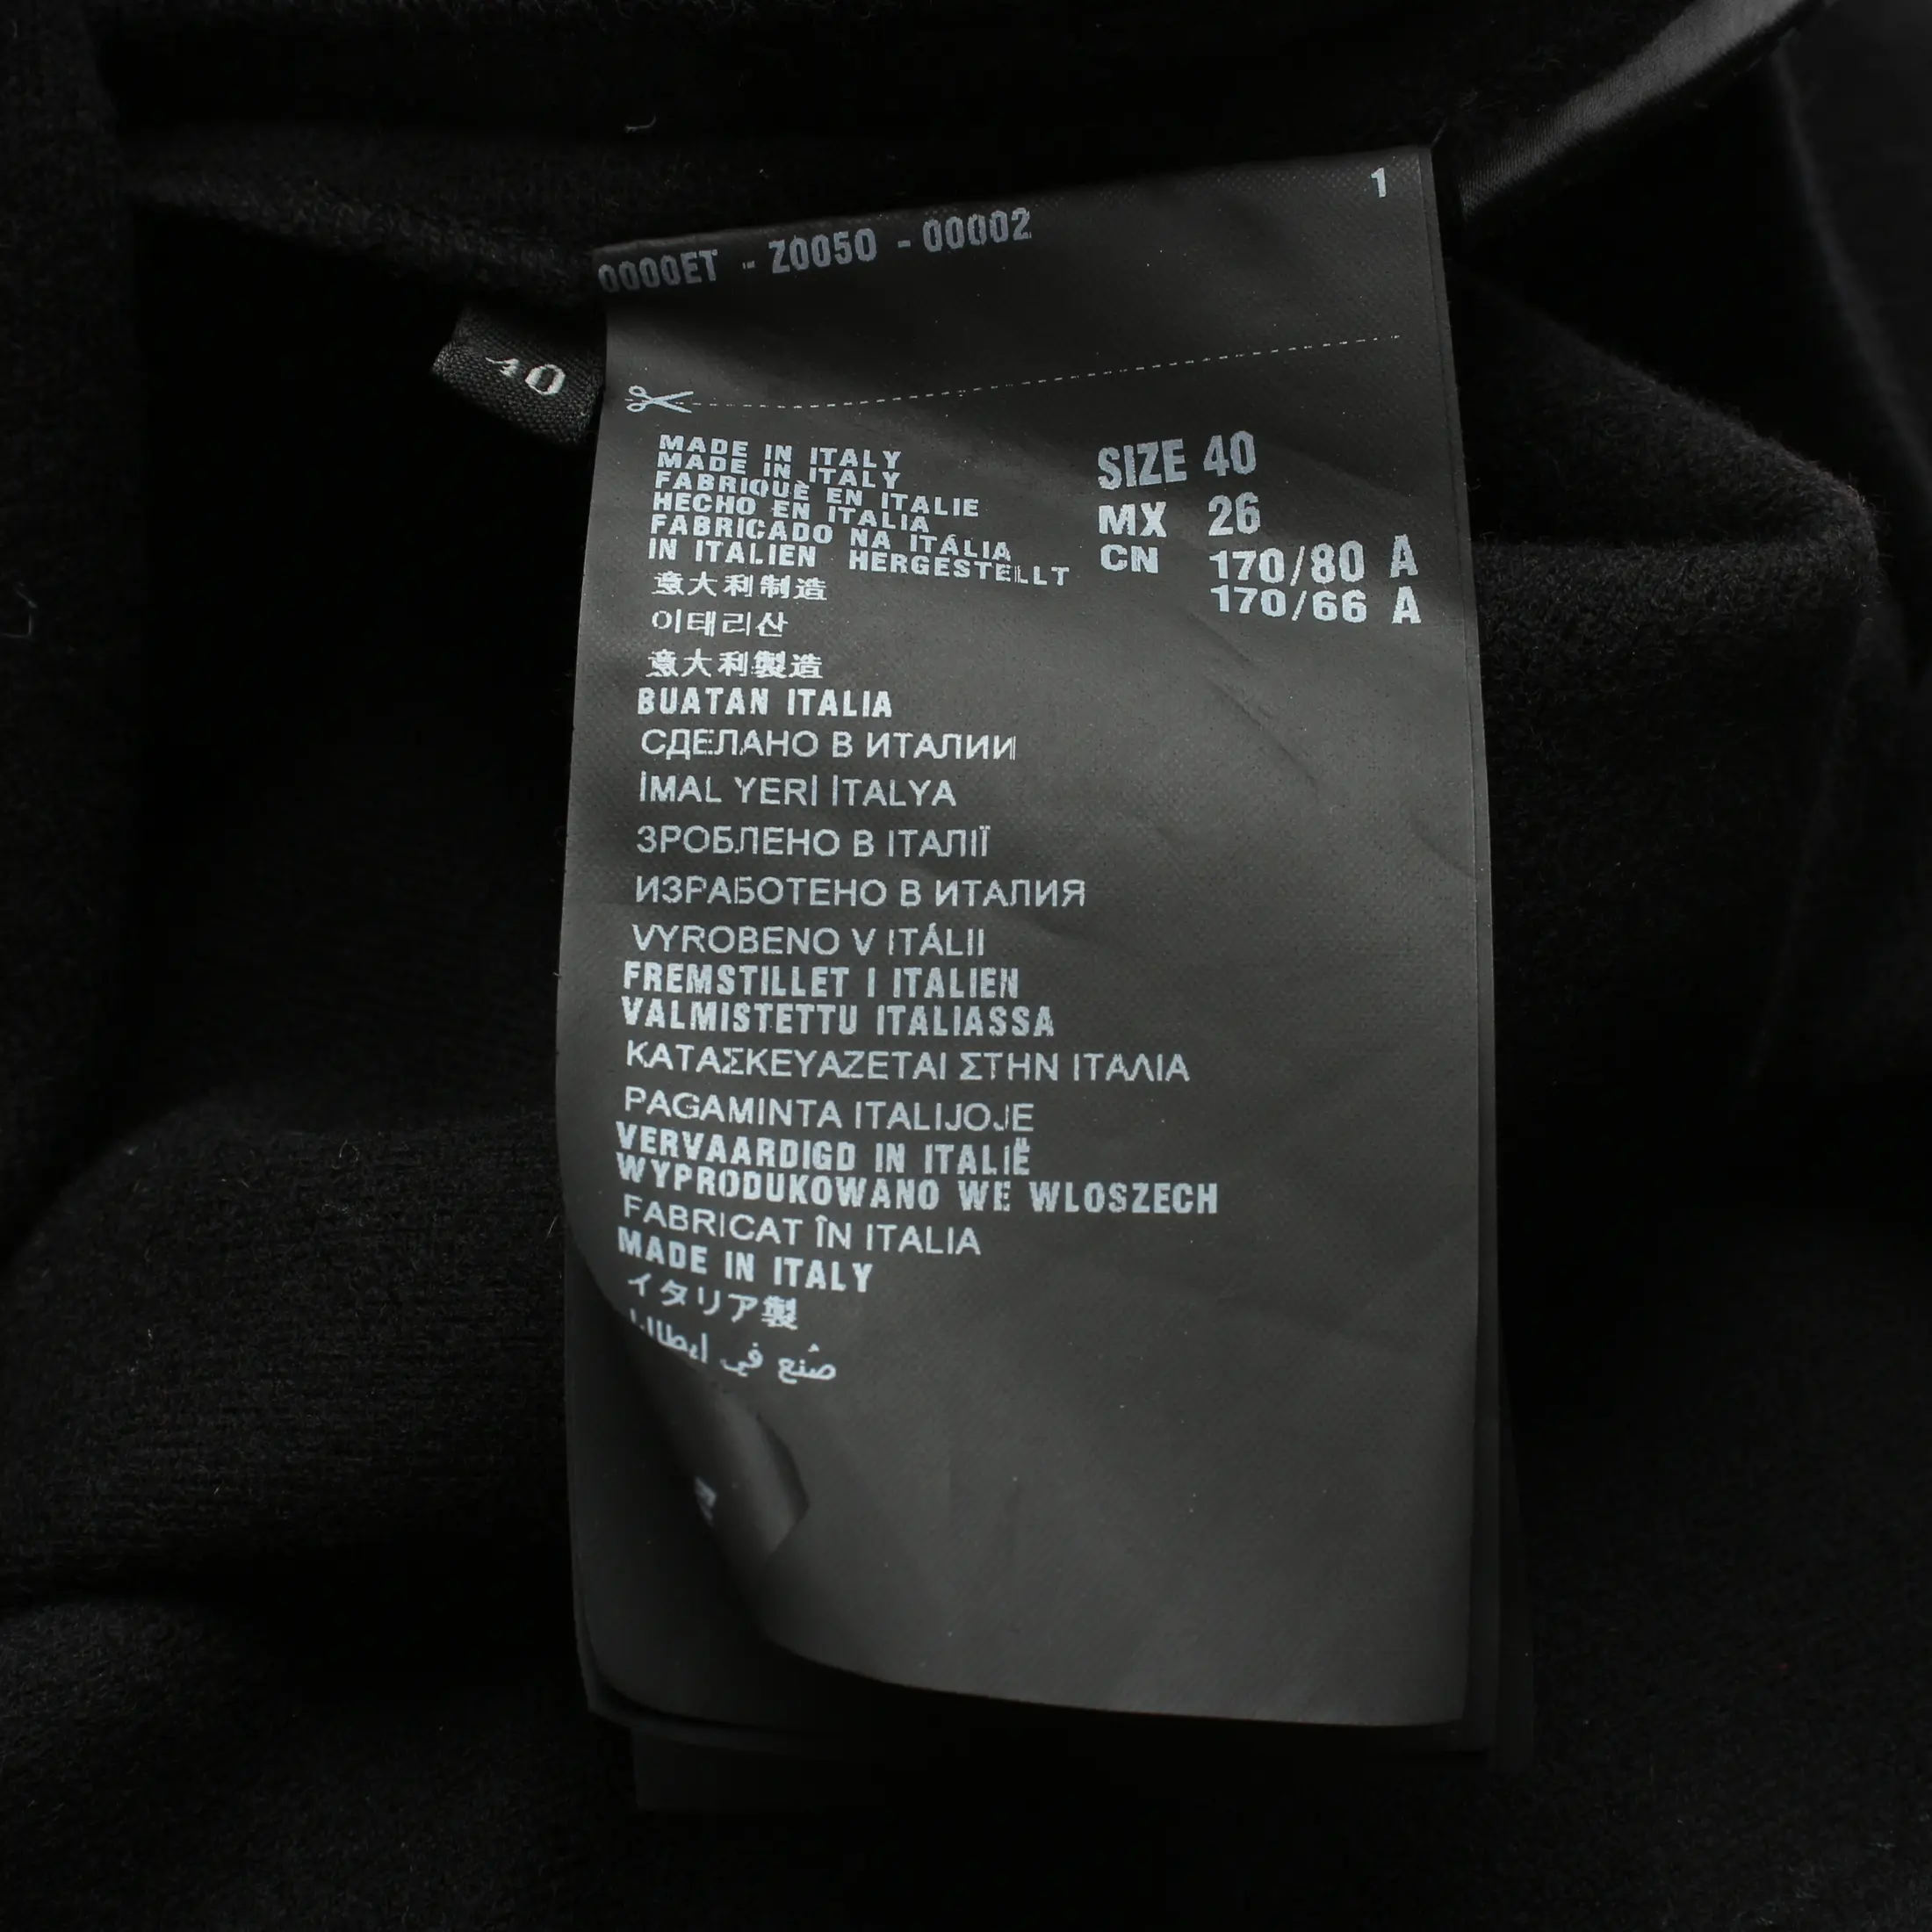 1
0000ET - Z0050 - 00002
40
MADE IN ITALY
MADE IN ITALY
FABRIQUÈ EN ITALIE
HECHO EN ITALIA
FABRICADO NA ITÁLIA
IN ITALIEN HERGESTELLT
意大利制造
이태리산
意大利製造
BUATAN ITALIA
СДЕЛАНО В ИТАЛИИ
İMAL YERİ İTALYA
ЗРОБЛЕНО В ІТАЛІЇ
ИЗРАБОТЕНО В ИТАЛИЯ
VYROBENO V ITÁLII
FREMSTILLET I ITALIEN
VALMISTETTU ITALIASSA
ΚΑΤΑΣΚΕΥΑΖΕΤΑΙ ΣΤΗΝ ΙΤΑΛΙΑ
PAGAMINTA ITALIJOJE
VERVAARDIGD IN ITALIË
WYPRODUKOWANO WE WLOSZECH
FABRICAT ÎN ITALIA
MADE IN ITALY
イタリア製
صُنع في إيطاليا
SIZE 40
MX 26
CN 170/80 A
170/66 A